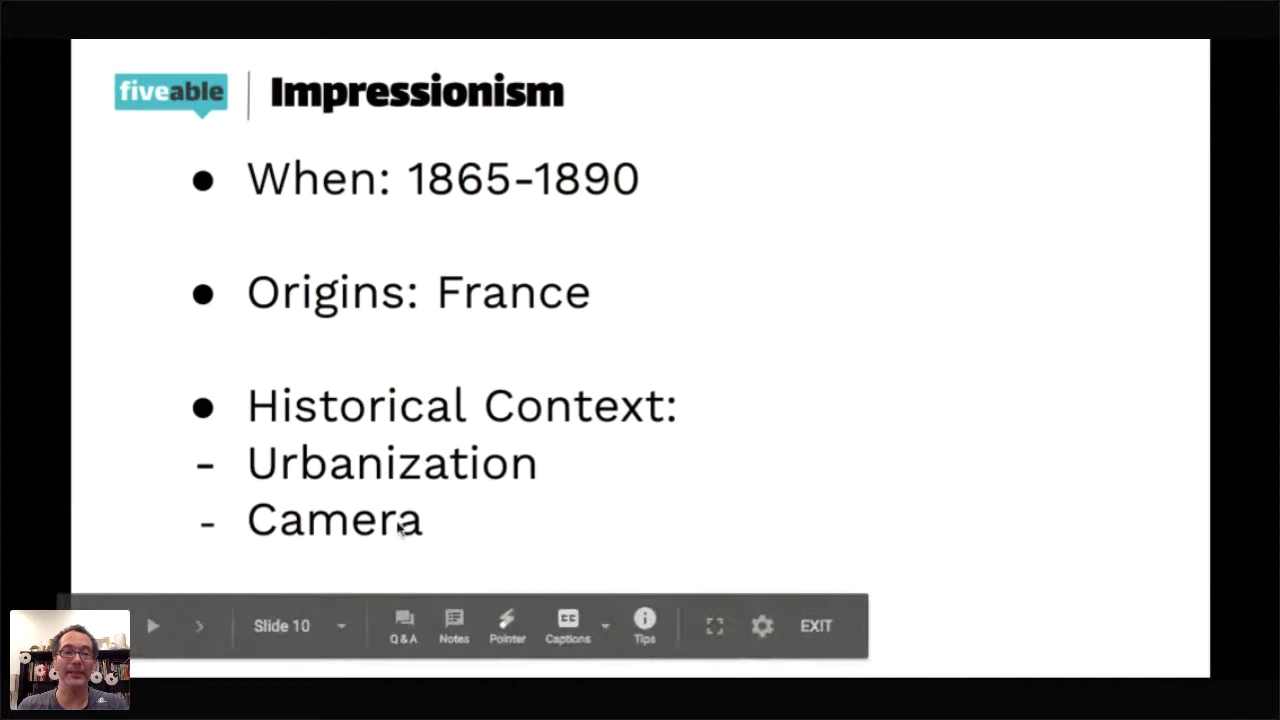 fiveable
Impressionism
● When: 1865-1890
● Origins: France
● Historical Context:
- Urbanization
- Camera
Slide 10
Q & A
Notes
Pointer
Captions
Tips
EXIT